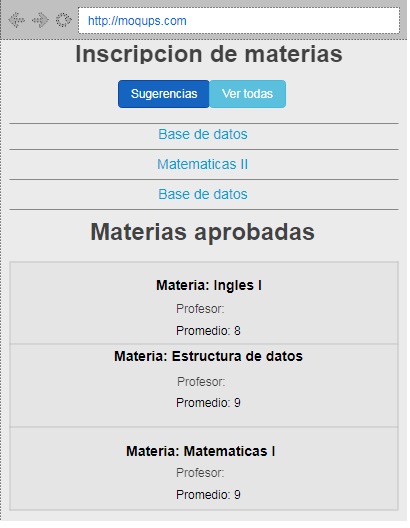 http://moqups.com
Inscripcion de materias
Sugerencias Ver todas
Base de datos
Matematicas II
Base de datos
Materias aprobadas
Materia: Ingles I
Profesor:
Promedio: 8
Materia: Estructura de datos
Profesor:
Promedio: 9
Materia: Matematicas I
Profesor:
Promedio: 9